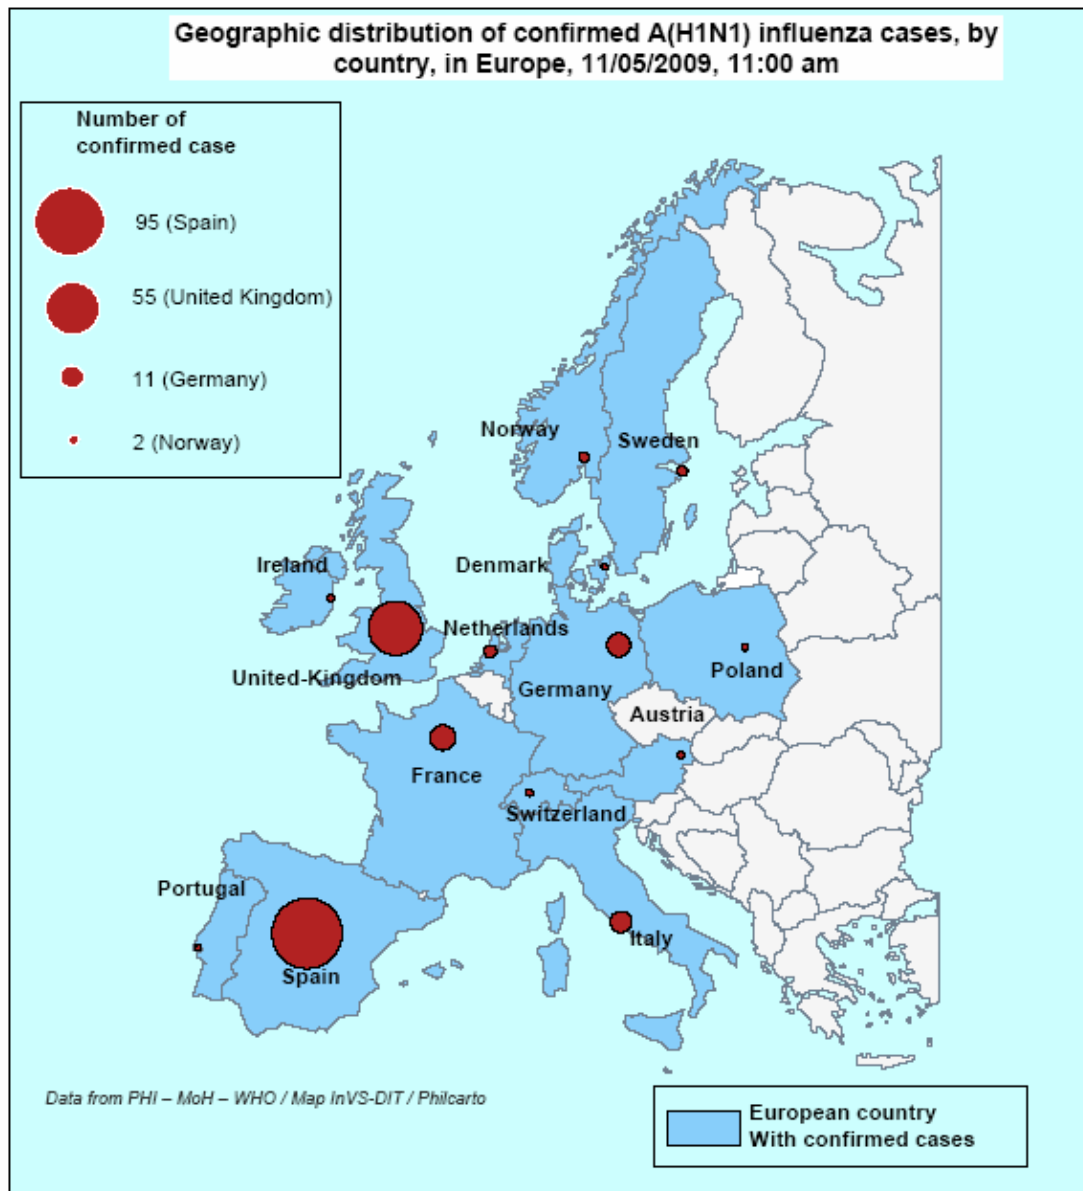 Geographic distribution of confirmed A(H1N1) influenza cases, by
country, in Europe, 11/05/2009, 11:00 am
Number of
confirmed case
95 (Spain)
55 (United Kingdom)
11 (Germany)
2 (Norway)
Norway
Sweden
Ireland
Denmark
Netherlands
United-Kingdom
Germany
Poland
Austria
France
Switzerland
Portugal
Italy
Spain
Data from PHI – MoH – WHO / Map InVS-DIT / Philcarto
European country
With confirmed cases